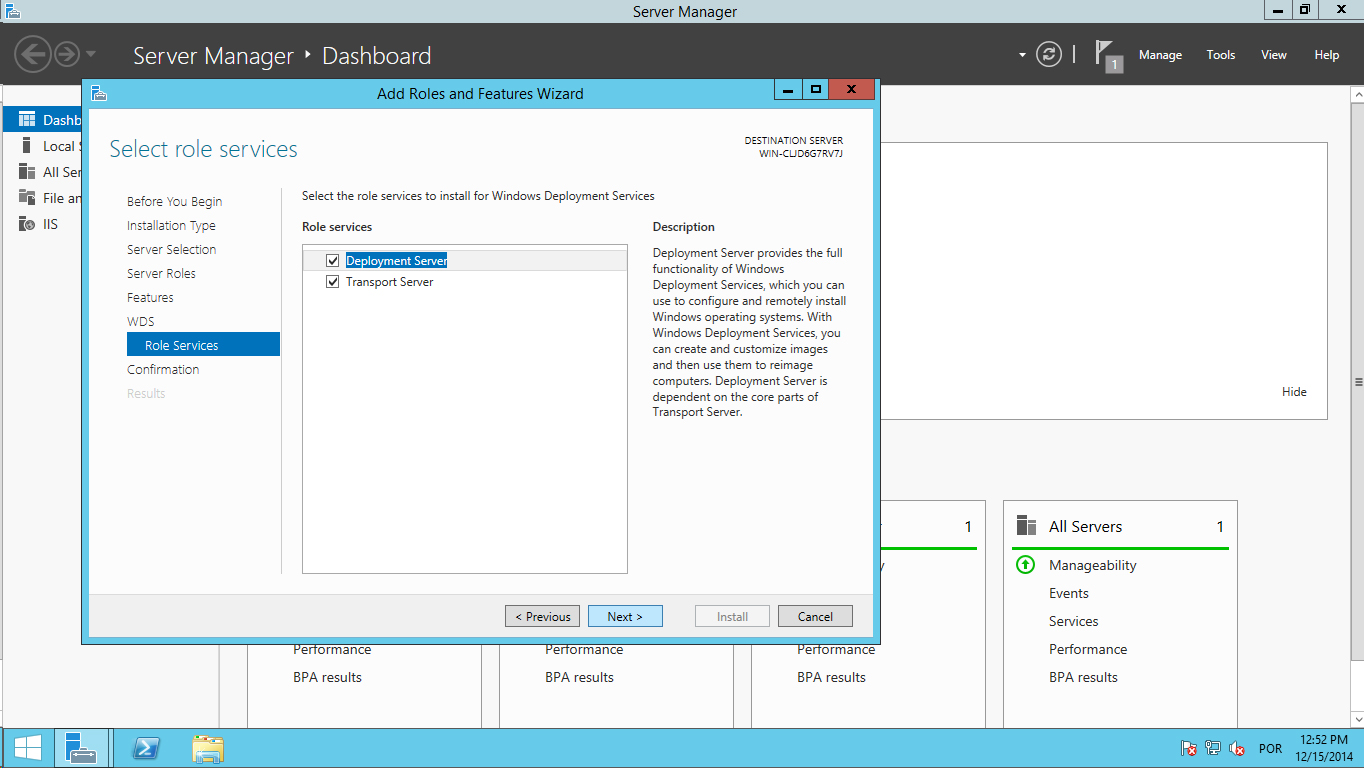 Server Manager
Server Manager
Dashboard
1
Manage
Tools
View
Help
Dashb
Local S
All Ser
File an
IIS
Add Roles and Features Wizard
Select role services
DESTINATION SERVER
WIN-CLJD6G7RV7J
Before You Begin
Installation Type
Server Selection
Server Roles
Features
WDS
Role Services
Confirmation
Results
Select the role services to install for Windows Deployment Services
Role services
Deployment Server
Transport Server
Description
Deployment Server provides the full
functionality of Windows
Deployment Services, which you can
use to configure and remotely install
Windows operating systems. With
Windows Deployment Services, you
can create and customize images
and then use them to reimage
computers. Deployment Server is
dependent on the core parts of
Transport Server.
< Previous
Next >
Install
Cancel
Hide
Performance
BPA results
Performance
BPA results
1
Performance
BPA results
All Servers
1
Manageability
Events
Services
Performance
BPA results
POR
12:52 PM
12/15/2014